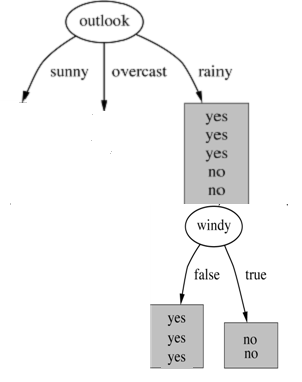 outlook
sunny overcast rainy
yes
yes
yes
no
no
windy
false true
yes
yes
yes
no
no